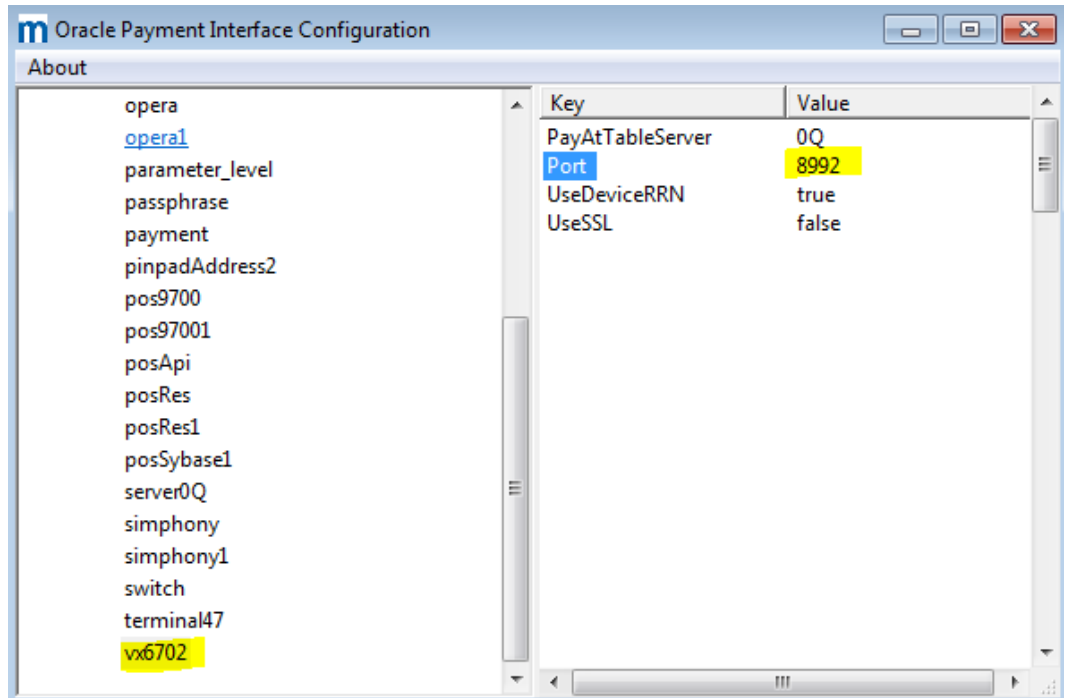 m Oracle Payment Interface Configuration
About
opera
opera1
parameter_level
passphrase
payment
pinpadAddress2
pos9700
pos97001
posApi
posRes
posRes1
posSybase1
server0Q
simphony
simphony1
switch
terminal47
vx6702
Key Value
PayAtTableServer 0Q
Port 8992
UseDeviceRRN true
UseSSL false